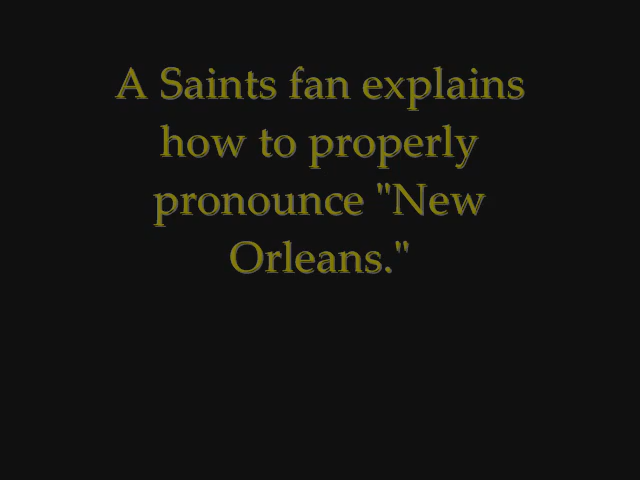 A Saints fan explains
how to properly
pronounce "New
Orleans."